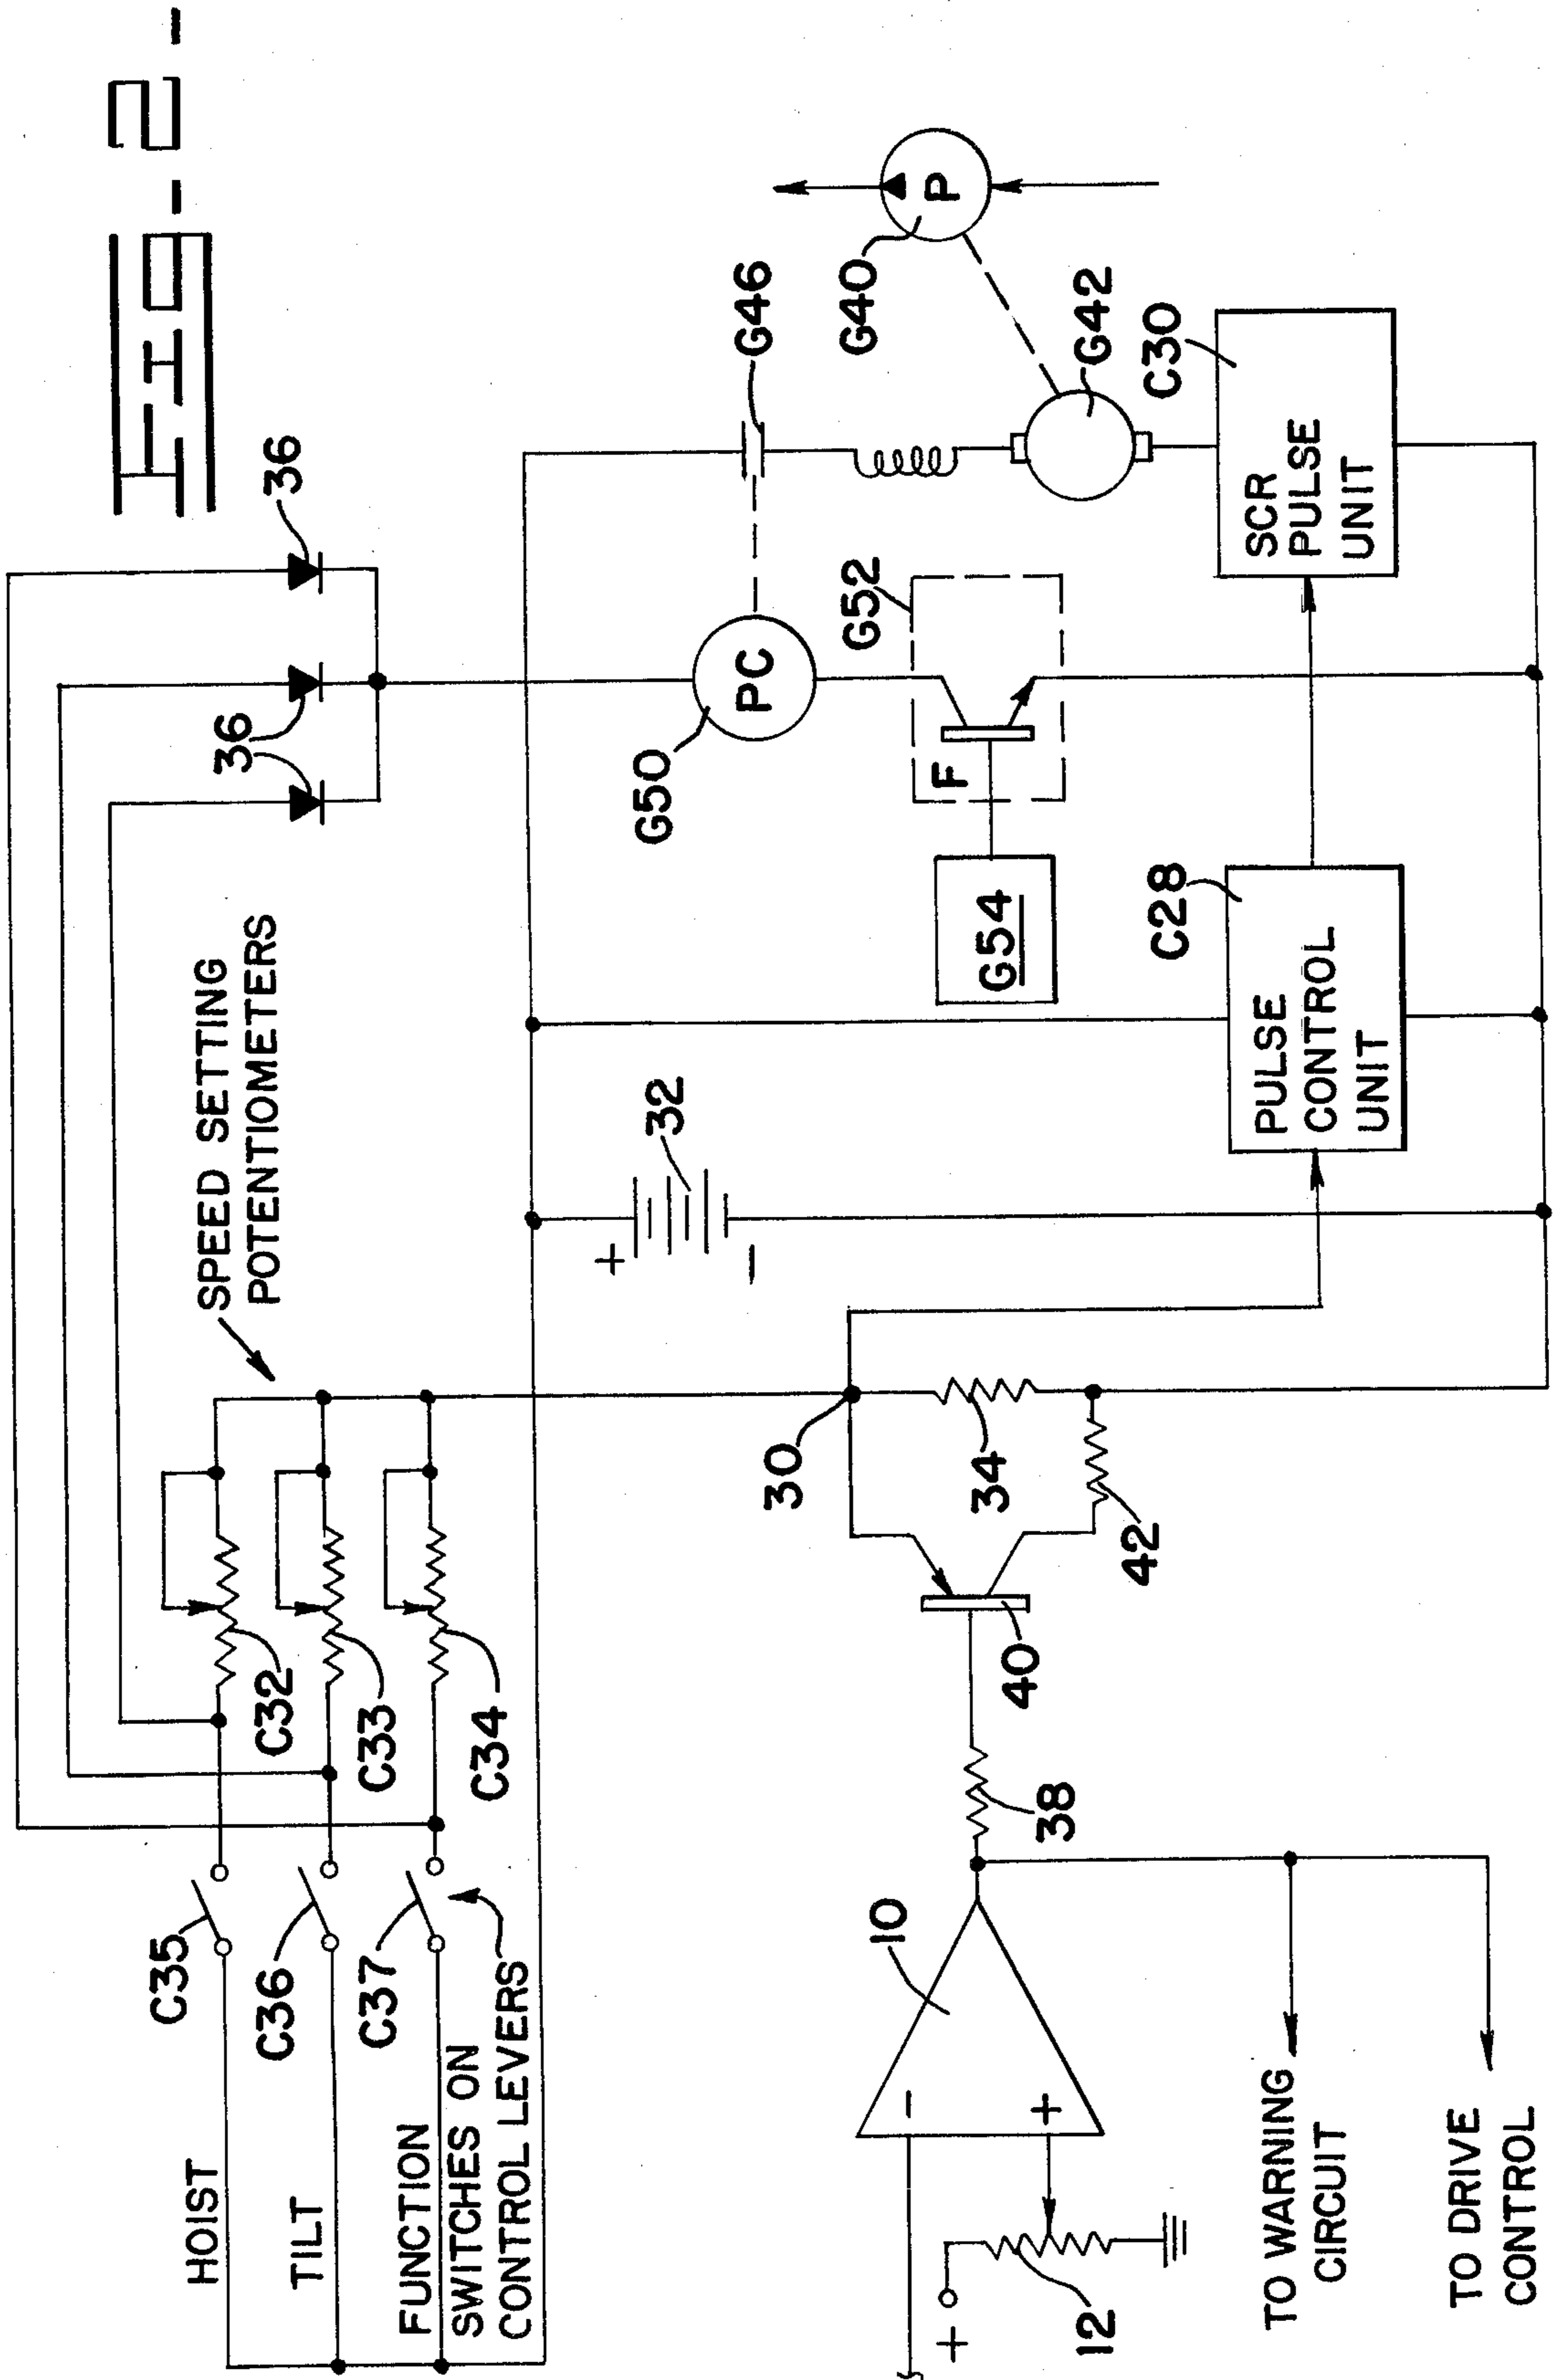 FIG-2-
SPEED SETTING
POTENTIOMETERS
36
36
HOIST
TILT
FUNCTION
SWITCHES ON
CONTROL LEVERS
C35
C36
C37
C32
C33
C34
30
34
42
40
38
10
-
+
+
12
TO WARNING
CIRCUIT
TO DRIVE
CONTROL
+
-
32
G50
PC
G46
G52
F
G54
G40
P
G42
C28
PULSE
CONTROL
UNIT
C30
SCR
PULSE
UNIT